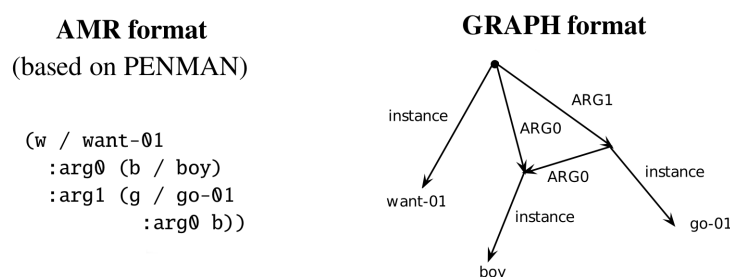 AMR format
(based on PENMAN)
(w / want-01
:arg0 (b / boy)
:arg1 (g / go-01
:arg0 b))
GRAPH format
instance
ARG1
ARG0
ARG0
instance
want-01
instance
go-01
boy